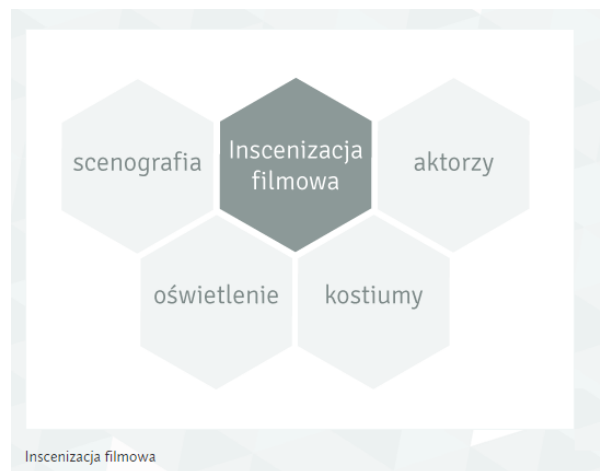 scenografia
Inscenizacja
filmowa
aktorzy
oświetlenie
kostiumy
Inscenizacja filmowa